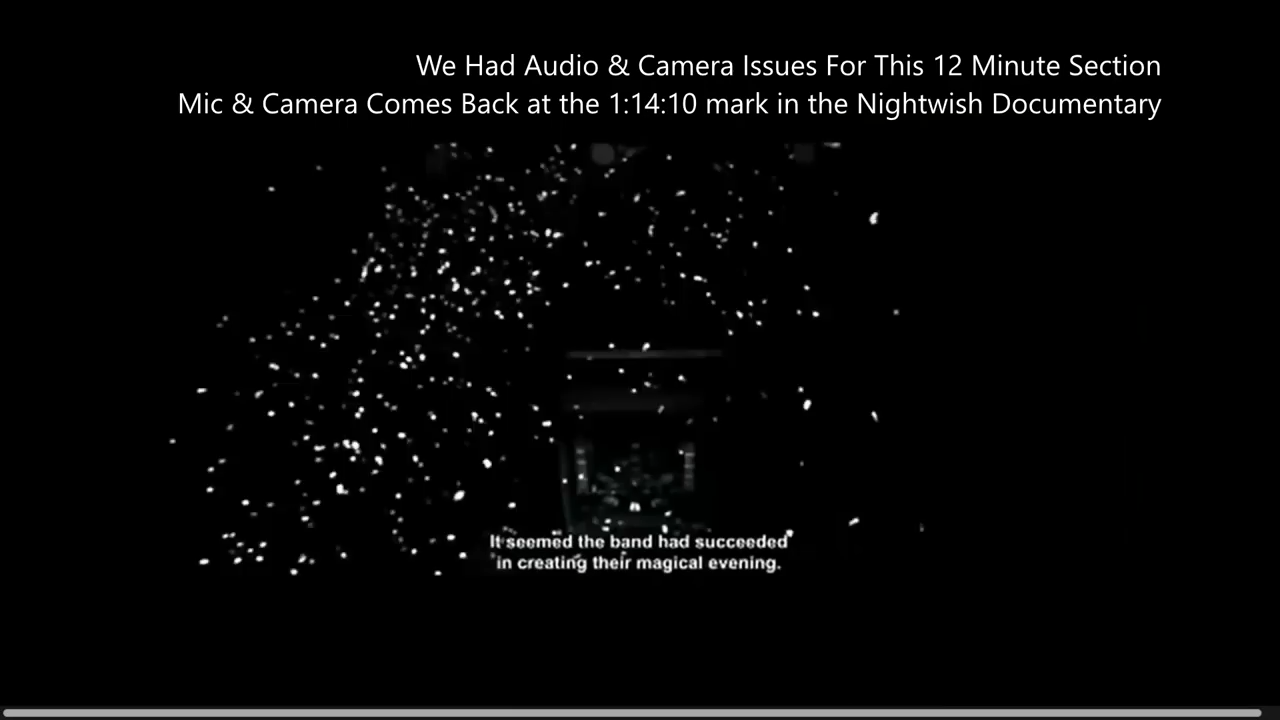 We Had Audio & Camera Issues For This 12 Minute Section
Mic & Camera Comes Back at the 1:14:10 mark in the Nightwish Documentary
It seemed the band had succeeded
in creating their magical evening.